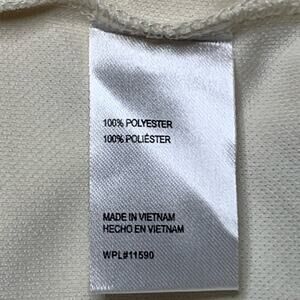 100% POLYESTER
100% POLIÉSTER
MADE IN VIETNAM
HECHO EN VIETNAM
WPL#11590